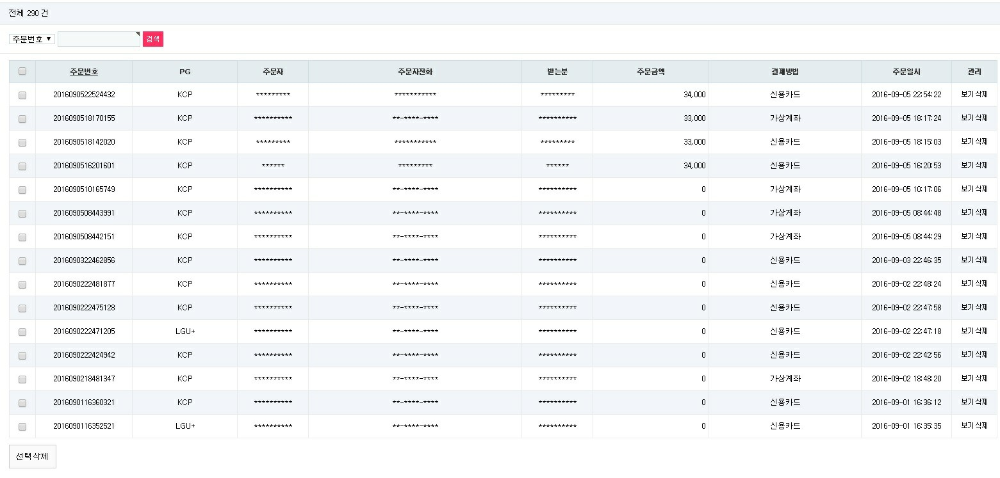 전체 290 건
주문번호 ▼ 검색
주문번호 PG 주문자 주문자전화 받는분 주문금액 결제방법 주문일시 관리
2016090522524432 KCP ********* *********** ********* 34,000 신용카드 2016-09-05 22:54:22 보기 삭제
2016090518170155 KCP ********** **-****-**** ********** 33,000 가상계좌 2016-09-05 18:17:24 보기 삭제
2016090518142020 KCP ********* *********** ********* 33,000 신용카드 2016-09-05 18:15:03 보기 삭제
2016090516201601 KCP ****** ********* ****** 34,000 신용카드 2016-09-05 16:20:53 보기 삭제
2016090510165749 KCP ********** **-****-**** ********** 0 가상계좌 2016-09-05 10:17:06 보기 삭제
2016090508443991 KCP ********** **-****-**** ********** 0 가상계좌 2016-09-05 08:44:48 보기 삭제
2016090508442151 KCP ********** **-****-**** ********** 0 가상계좌 2016-09-05 08:44:29 보기 삭제
2016090322462856 KCP ********** **-****-**** ********** 0 신용카드 2016-09-03 22:46:35 보기 삭제
2016090222481877 KCP ********** **-****-**** ********** 0 신용카드 2016-09-02 22:48:24 보기 삭제
2016090222475128 KCP ********** **-****-**** ********** 0 신용카드 2016-09-02 22:47:58 보기 삭제
2016090222471205 LGU+ ********** **-****-**** ********** 0 신용카드 2016-09-02 22:47:18 보기 삭제
2016090222424942 KCP ********** **-****-**** ********** 0 신용카드 2016-09-02 22:42:56 보기 삭제
2016090218481347 KCP ********** **-****-**** ********** 0 가상계좌 2016-09-02 18:48:20 보기 삭제
2016090116360321 KCP ********** **-****-**** ********** 0 신용카드 2016-09-01 16:36:12 보기 삭제
2016090116352521 LGU+ ********** **-****-**** ********** 0 신용카드 2016-09-01 16:35:35 보기 삭제
선택삭제